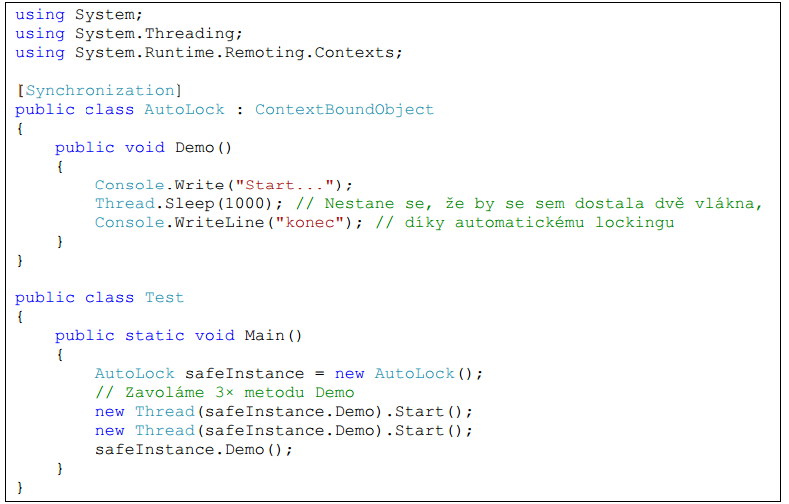 using System;
using System.Threading;
using System.Runtime.Remoting.Contexts;

[Synchronization]
public class AutoLock : ContextBoundObject
{
    public void Demo()
    {
        Console.Write("Start...");
        Thread.Sleep(1000); // Nestane se, že by se sem dostala dvě vlákna,
        Console.WriteLine("konec"); // díky automatickému lockingu
    }
}

public class Test
{
    public static void Main()
    {
        AutoLock safeInstance = new AutoLock();
        // Zavoláme 3× metodu Demo
        new Thread(safeInstance.Demo).Start();
        new Thread(safeInstance.Demo).Start();
        safeInstance.Demo();
    }
}